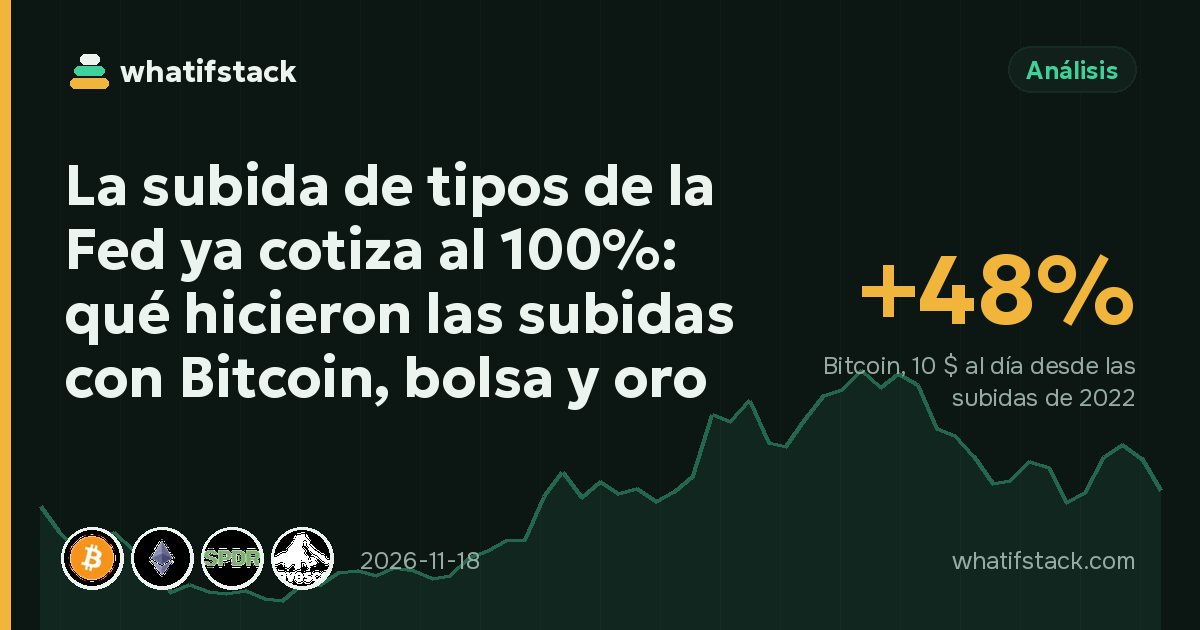 whatifstack
Análisis
La subida de tipos de la
Fed ya cotiza al 100%:
qué hicieron las subidas
con Bitcoin, bolsa y oro
+48%
Bitcoin, 10 $ al día desde las
subidas de 2022
SPDR
2026-11-18
whatifstack.com